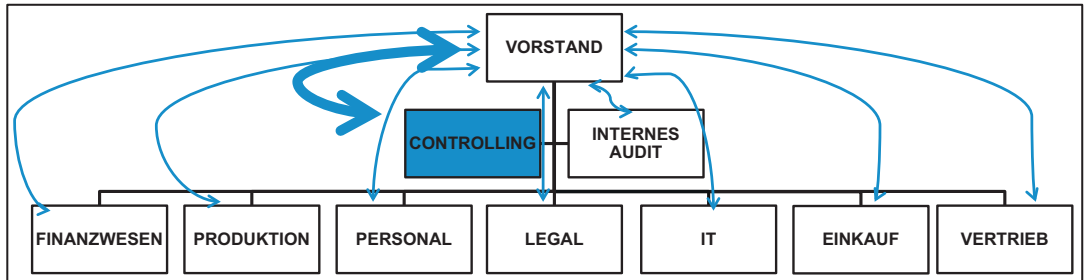 VORSTAND
CONTROLLING
INTERNES
AUDIT
FINANZWESEN
PRODUKTION
PERSONAL
LEGAL
IT
EINKAUF
VERTRIEB